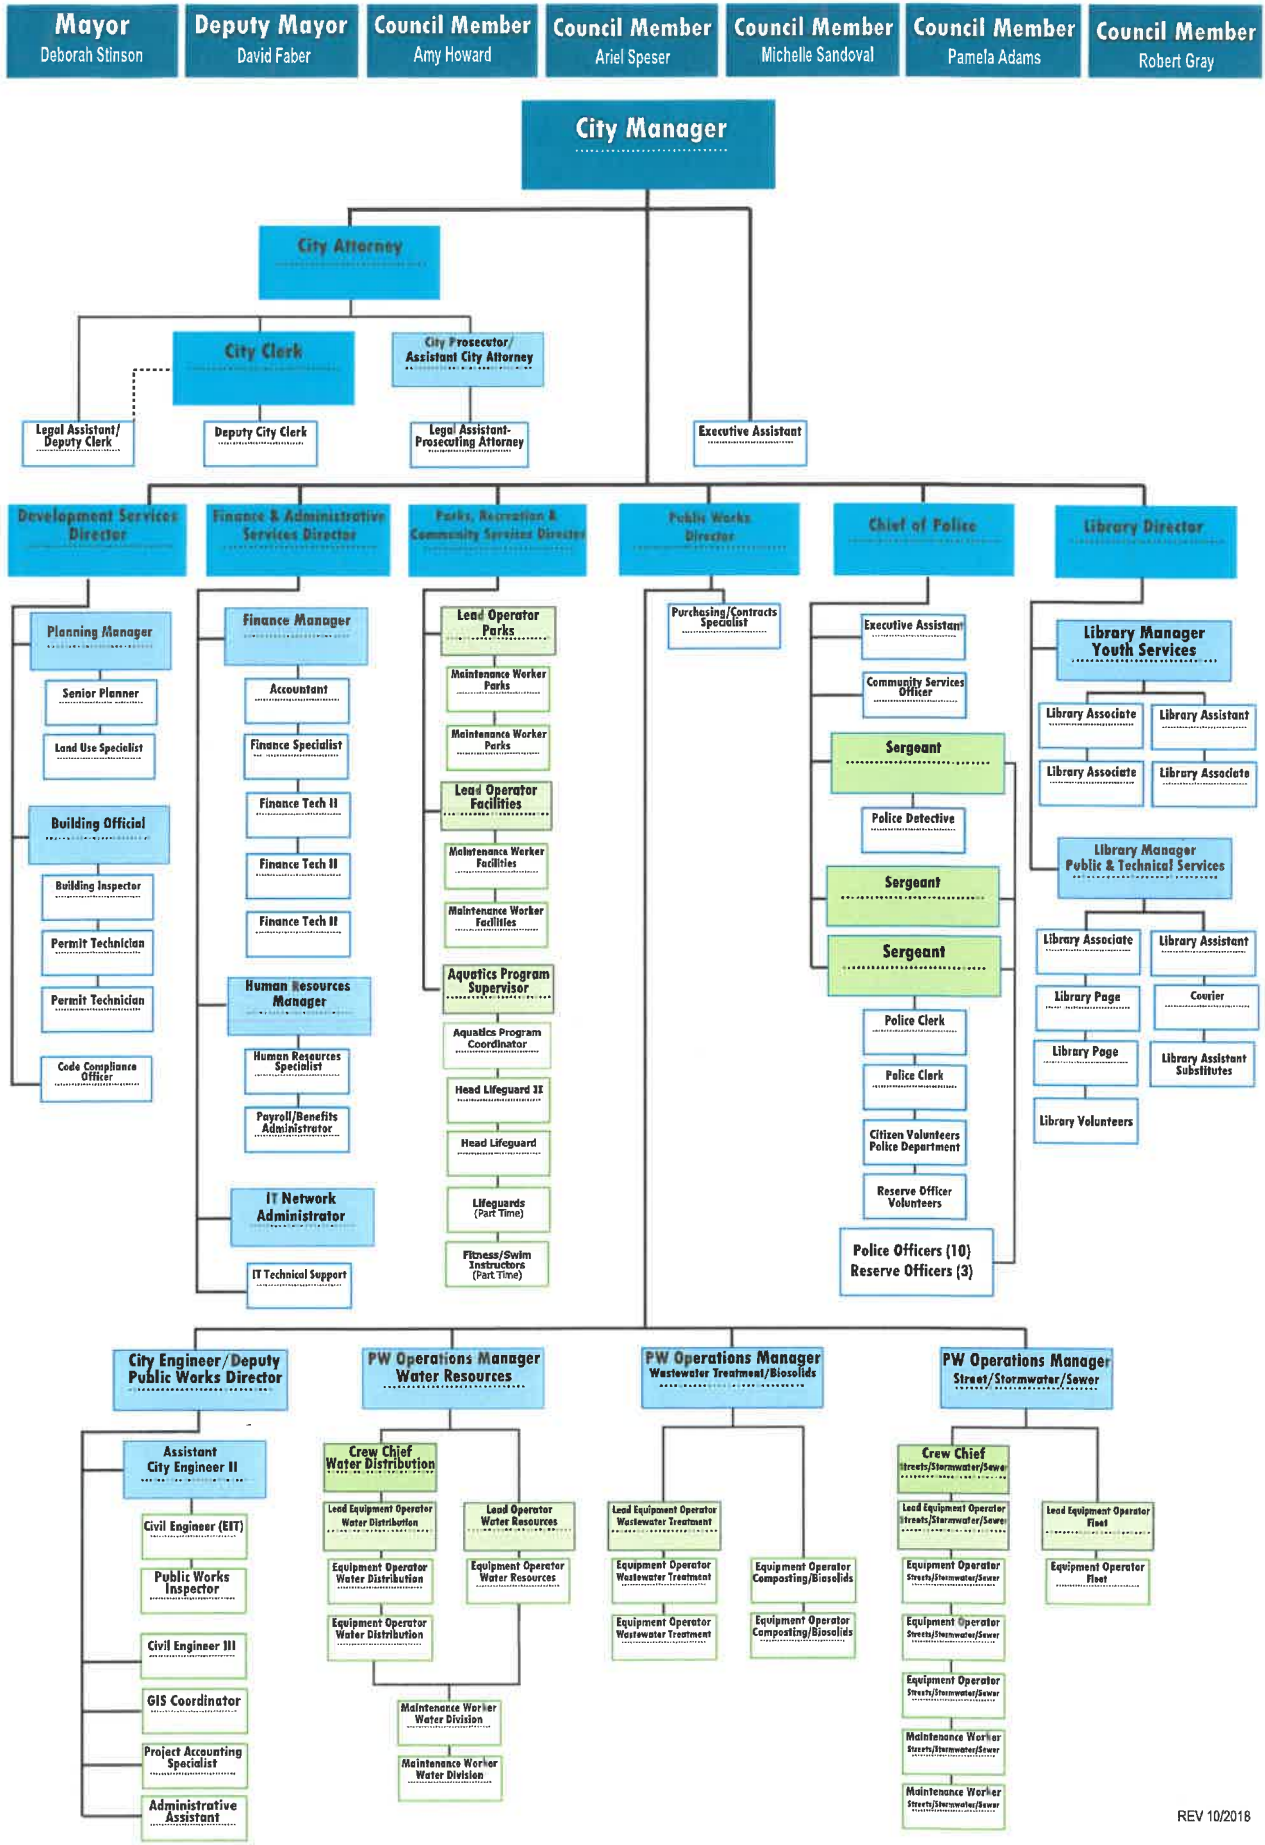 Mayor
Deborah Stinson
Deputy Mayor
David Faber
Council Member
Amy Howard
Council Member
Ariel Speser
Council Member
Michelle Sandoval
Council Member
Pamela Adams
Council Member
Robert Gray
City Manager
City Attorney
City Clerk
City Prosecutor/
Assistant City Attorney
Legal Assistant/
Deputy Clerk
Deputy City Clerk
Legal Assistant-
Prosecuting Attorney
Executive Assistant
Development Services
Director
Finance & Administrative
Services Director
Parks, Recreation &
Community Services Director
Public Works
Director
Chief of Police
Library Director
Planning Manager
Senior Planner
Land Use Specialist
Building Official
Building Inspector
Permit Technician
Permit Technician
Code Compliance
Officer
Finance Manager
Accountant
Finance Specialist
Finance Tech II
Finance Tech II
Finance Tech II
Human Resources
Manager
Human Resources
Specialist
Payroll/Benefits
Administrator
IT Network
Administrator
IT Technical Support
Lead Operator
Parks
Maintenance Worker
Parks
Maintenance Worker
Parks
Lead Operator
Facilities
Maintenance Worker
Facilities
Maintenance Worker
Facilities
Aquatics Program
Supervisor
Aquatics Program
Coordinator
Head Lifeguard II
Head Lifeguard
Lifeguards
(Part Time)
Fitness/Swim
Instructors
(Part Time)
Purchasing/Contracts
Specialist
Executive Assistant
Community Services
Officer
Sergeant
Police Detective
Sergeant
Sergeant
Police Clerk
Police Clerk
Citizen Volunteers
Police Department
Reserve Officer
Volunteers
Police Officers (10)
Reserve Officers (3)
Library Manager
Youth Services
Library Associate
Library Assistant
Library Associate
Library Associate
Library Manager
Public & Technical Services
Library Associate
Library Assistant
Library Page
Courier
Library Page
Library Assistant
Substitutes
Library Volunteers
City Engineer/Deputy
Public Works Director
Assistant
City Engineer II
Civil Engineer (EIT)
Public Works
Inspector
Civil Engineer III
GIS Coordinator
Project Accounting
Specialist
Administrative
Assistant
PW Operations Manager
Water Resources
Crew Chief
Water Distribution
Lead Equipment Operator
Water Distribution
Equipment Operator
Water Distribution
Equipment Operator
Water Distribution
Lead Operator
Water Resources
Equipment Operator
Water Resources
Maintenance Worker
Water Division
Maintenance Worker
Water Division
PW Operations Manager
Wastewater Treatment/Biosolids
Lead Equipment Operator
Wastewater Treatment
Equipment Operator
Wastewater Treatment
Equipment Operator
Wastewater Treatment
Equipment Operator
Composting/Biosolids
Equipment Operator
Composting/Biosolids
PW Operations Manager
Street/Stormwater/Sewer
Crew Chief
Streets/Stormwater/Sewer
Lead Equipment Operator
Streets/Stormwater/Sewer
Equipment Operator
Streets/Stormwater/Sewer
Equipment Operator
Streets/Stormwater/Sewer
Equipment Operator
Streets/Stormwater/Sewer
Maintenance Worker
Streets/Stormwater/Sewer
Maintenance Worker
Streets/Stormwater/Sewer
Lead Equipment Operator
Fleet
Equipment Operator
Fleet
REV 10/2018